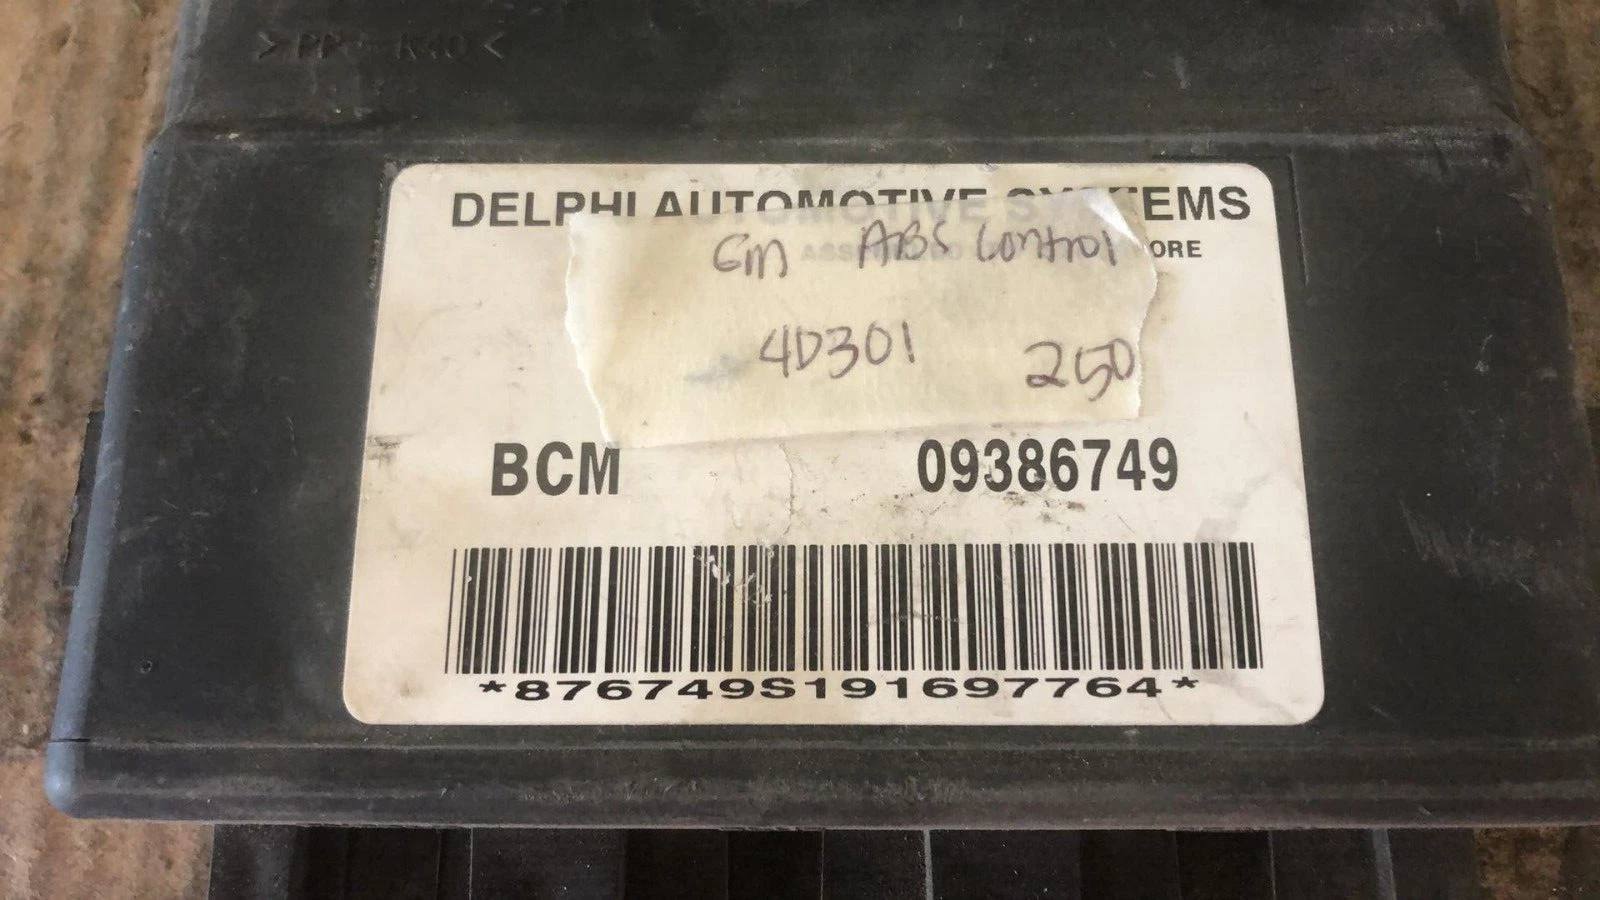 DELPHI AUTOMOTIVE SYSTEMS
GM ABS Control
4D301 250
BCM 09386749
*876749S191697764*